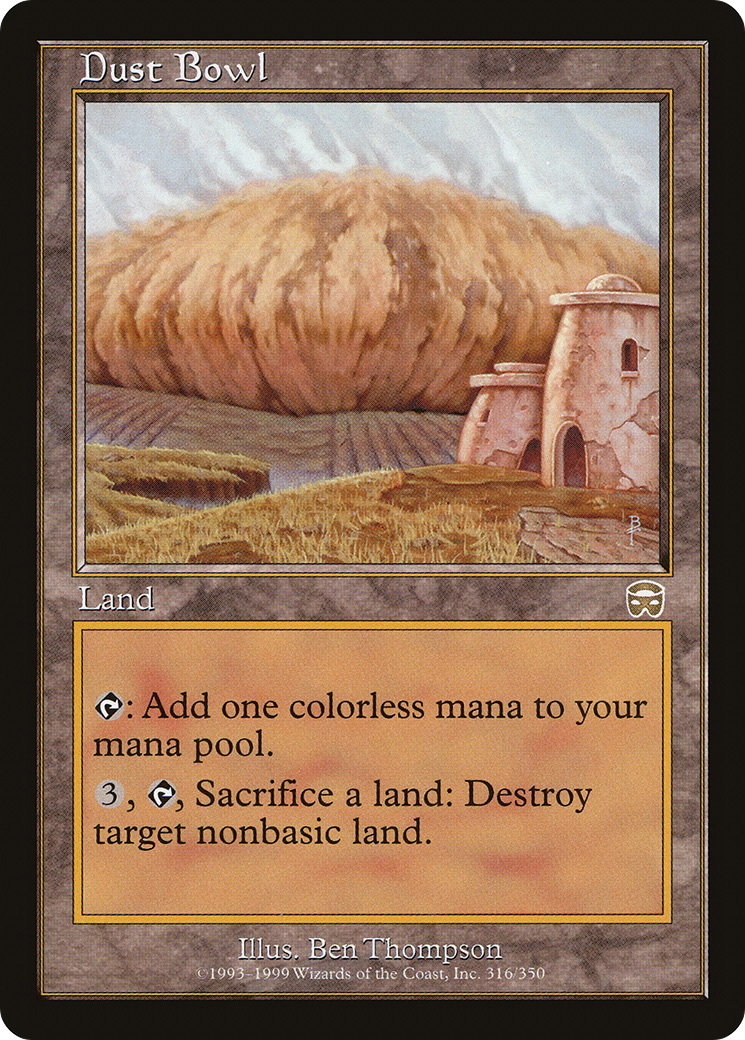 Dust Bowl
Land
: Add one colorless mana to your
mana pool.
3, , Sacrifice a land: Destroy
target nonbasic land.
Illus. Ben Thompson
©1993-1999 Wizards of the Coast, Inc. 316/350